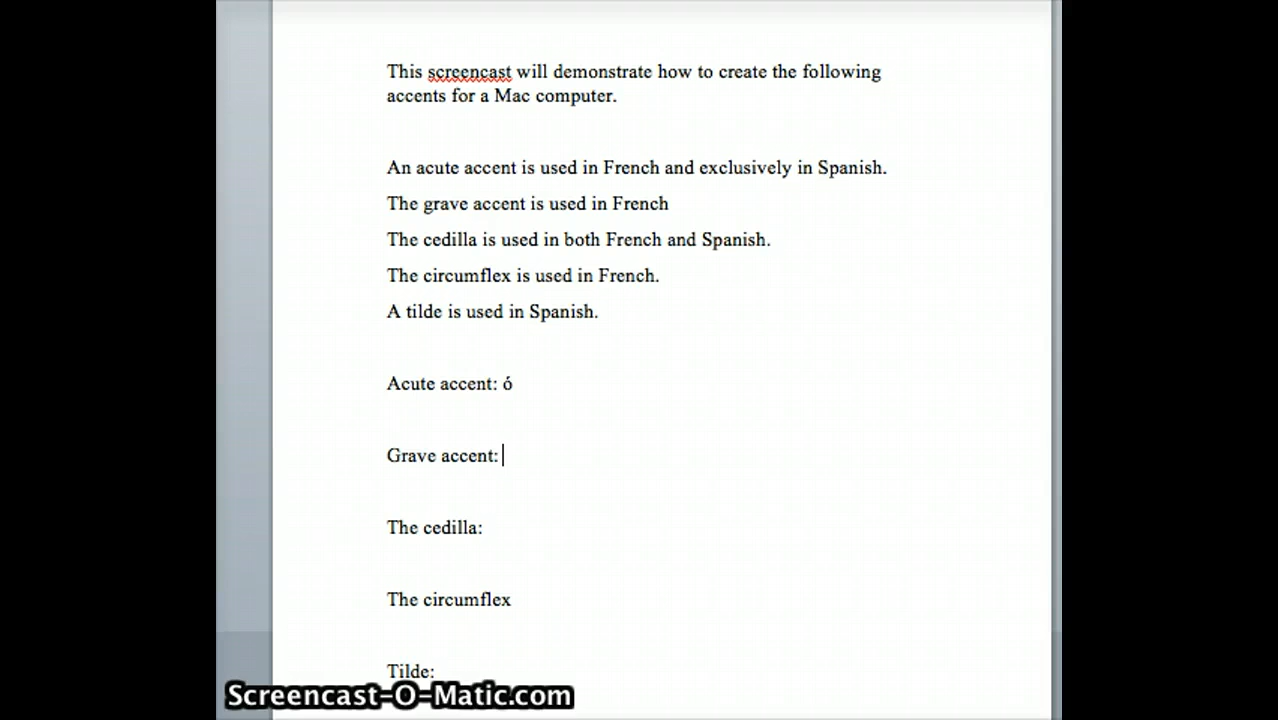 This screencast will demonstrate how to create the following
accents for a Mac computer.
An acute accent is used in French and exclusively in Spanish.
The grave accent is used in French
The cedilla is used in both French and Spanish.
The circumflex is used in French.
A tilde is used in Spanish.
Acute accent: ó
Grave accent:
The cedilla:
The circumflex
Tilde:
Screencast-O-Matic.com